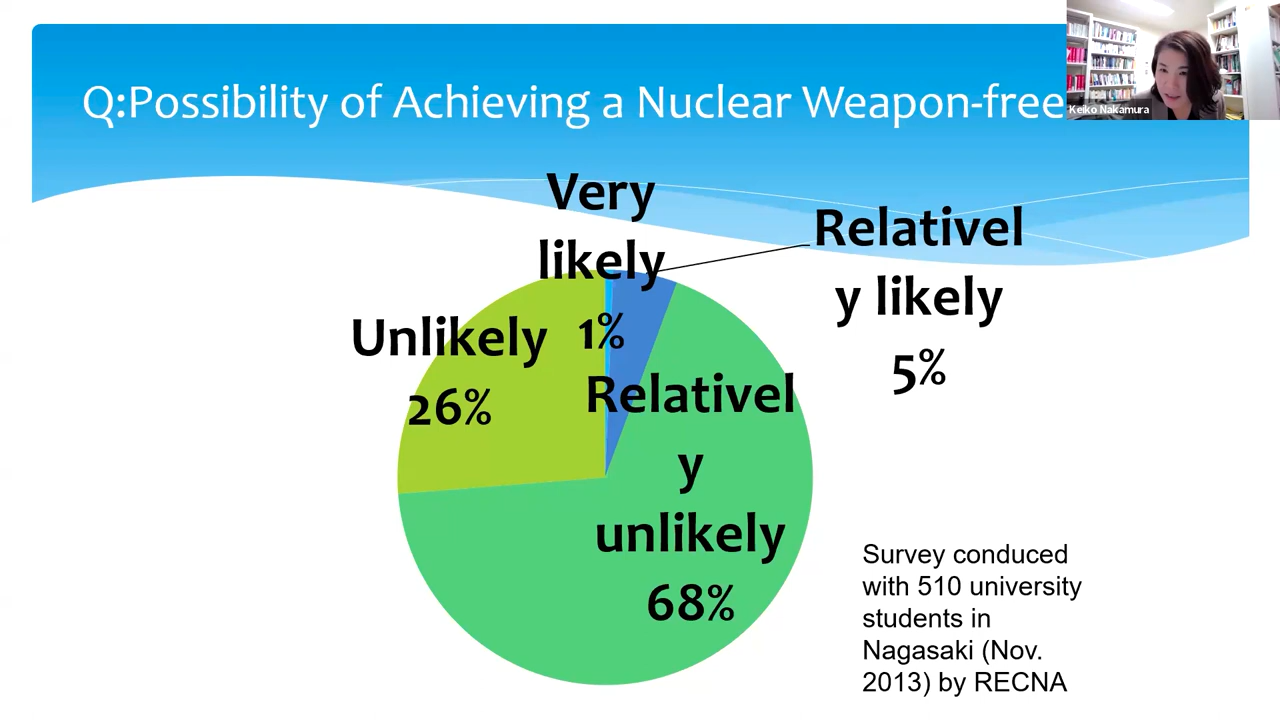 Q:Possibility of Achieving a Nuclear Weapon-free
Keiko Nakamura
Very
likely
1%
Relativel
y likely
5%
Unlikely
26%
Relativel
y
unlikely
68%
Survey conduced
with 510 university
students in
Nagasaki (Nov.
2013) by RECNA